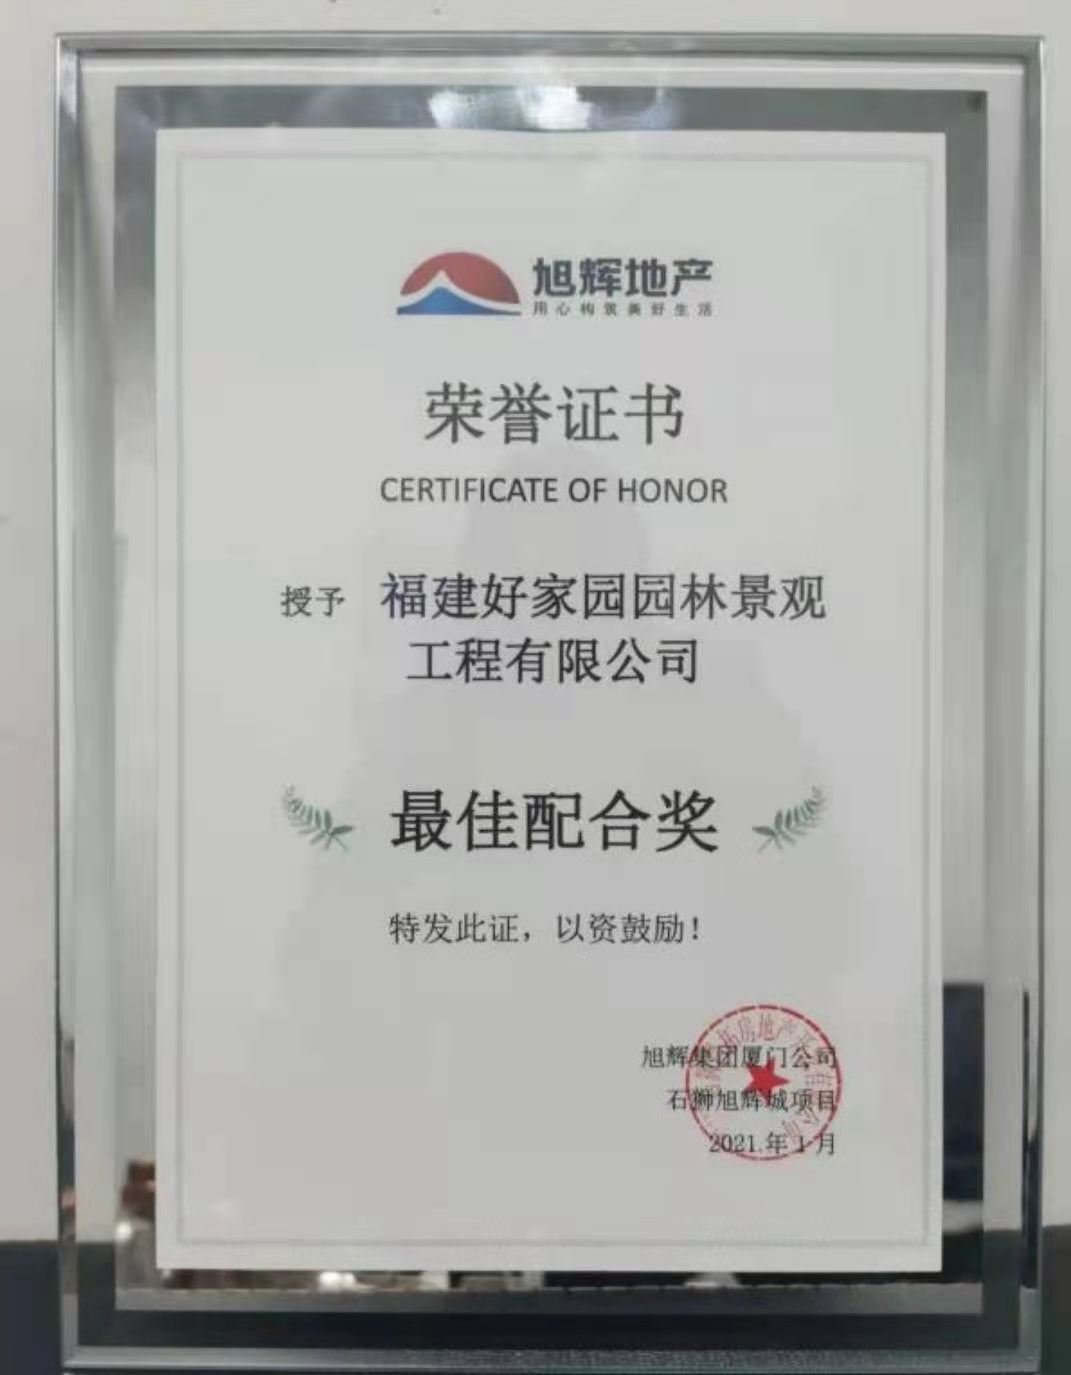 旭辉地产
用心构筑美好生活
荣誉证书
CERTIFICATE OF HONOR
授予 福建好家园园林景观
工程有限公司
最佳配合奖
特发此证，以资鼓励！
旭辉集团厦门公司
石狮旭辉城项目
2021年1月